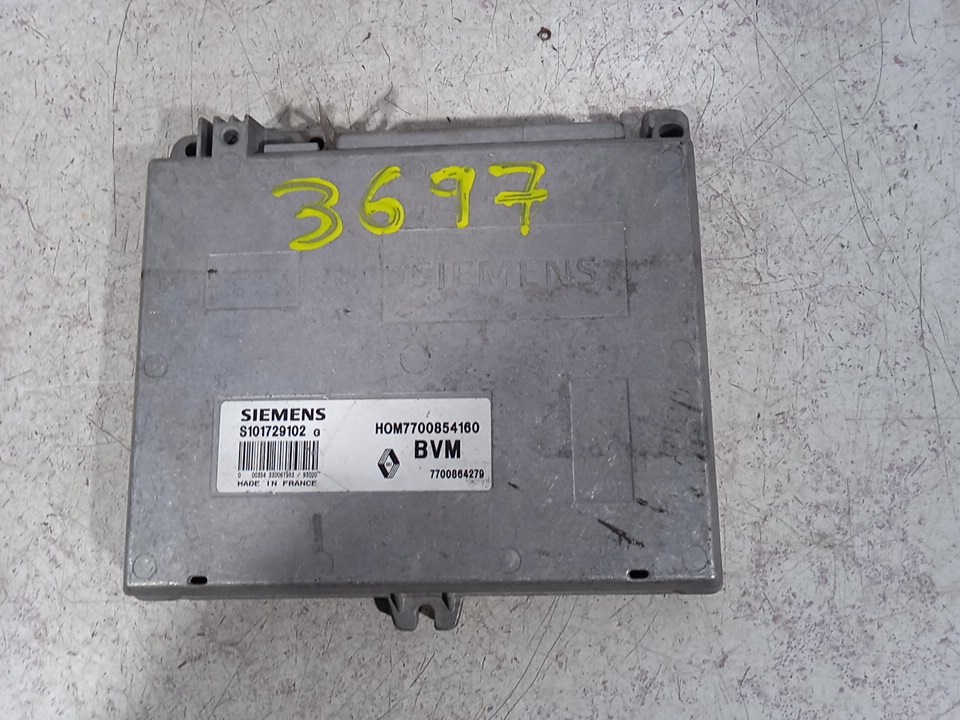 3697
SIEMENS
SIEMENS
S101729102 G
MADE IN FRANCE
HOM7700854160
BVM
7700864279